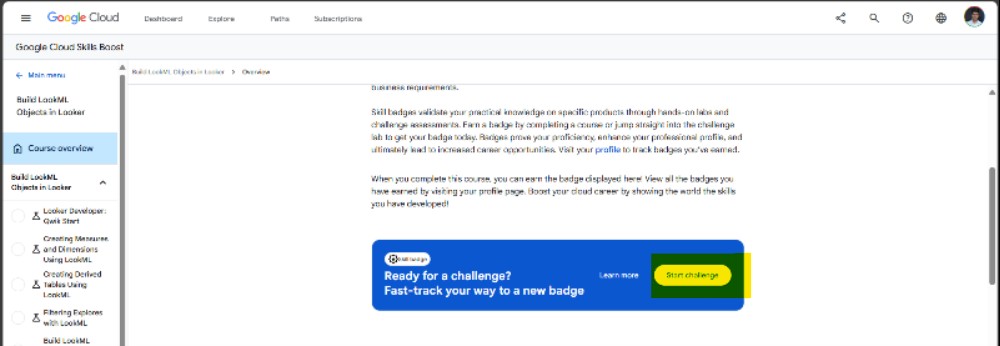 Google Cloud
Dashboard
Explore
Paths
Subscriptions
Google Cloud Skills Boost
← Main menu
Build LookML Objects in Looker > Overview
Build LookML
Objects in Looker
Course overview
Build LookML
Objects in Looker
Looker Developer:
Qwik Start
Creating Measures
and Dimensions
Using LookML
Creating Derived
Tables Using
LookML
Filtering Explores
with LookML
Build LookML
business requirements.
Skill badges validate your practical knowledge on specific products through hands-on labs and
challenge assessments. Earn a badge by completing a course or jump straight into the challenge
lab to get your badge today. Badges prove your proficiency, enhance your professional profile, and
ultimately lead to increased career opportunities. Visit your profile to track badges you've earned.
When you complete this course, you can earn the badge displayed here! View all the badges you
have earned by visiting your profile page. Boost your cloud career by showing the world the skills
you have developed!
Skill badge
Ready for a challenge?
Fast-track your way to a new badge
Learn more
Start challenge